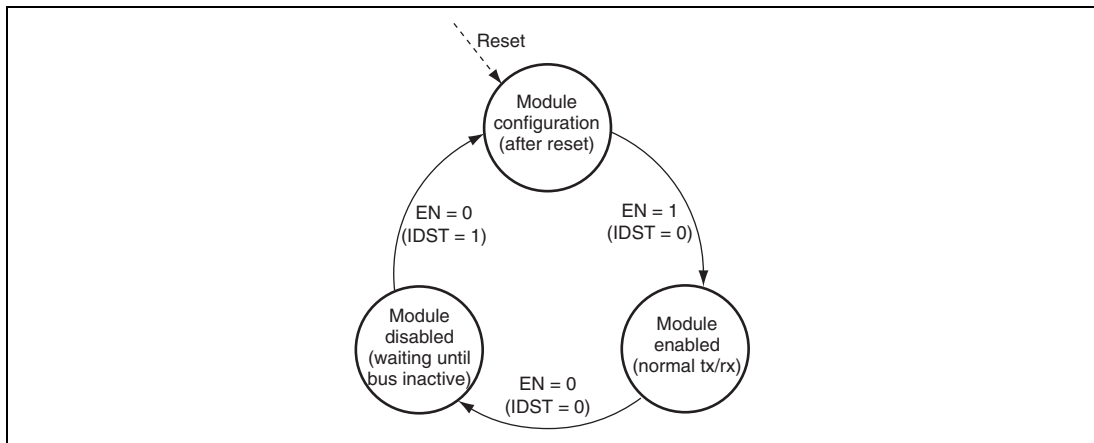 Reset
Module
configuration
(after reset)
EN = 0
(IDST = 1)
EN = 1
(IDST = 0)
Module
disabled
(waiting until
bus inactive)
Module
enabled
(normal tx/rx)
EN = 0
(IDST = 0)